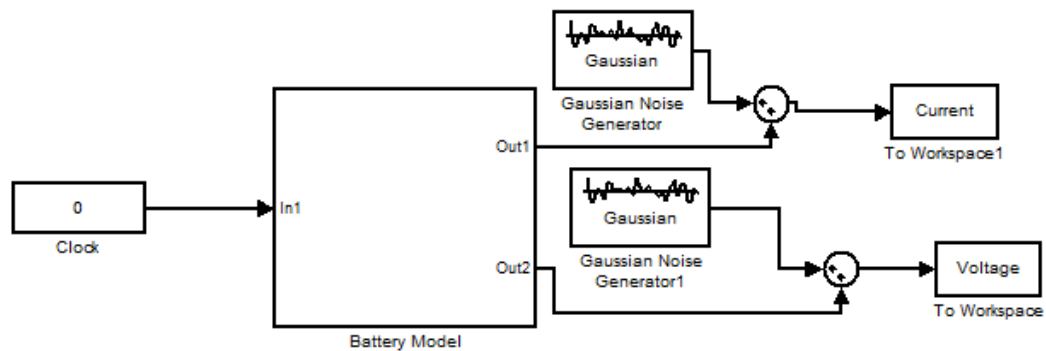 Gaussian
Gaussian Noise
Generator
Current
To Workspace1
Out1
0
Clock
In1
Gaussian
Gaussian Noise
Generator1
Out2
Voltage
To Workspace
Battery Model